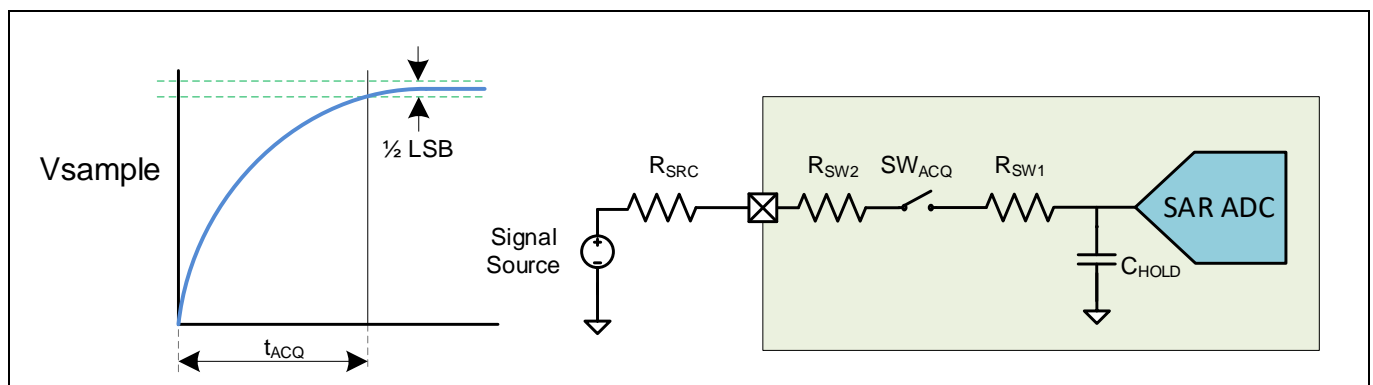 Vsample
½ LSB
tACQ
Signal
Source
RSRC
RSW2
SWACQ
RSW1
CHOLD
SAR ADC